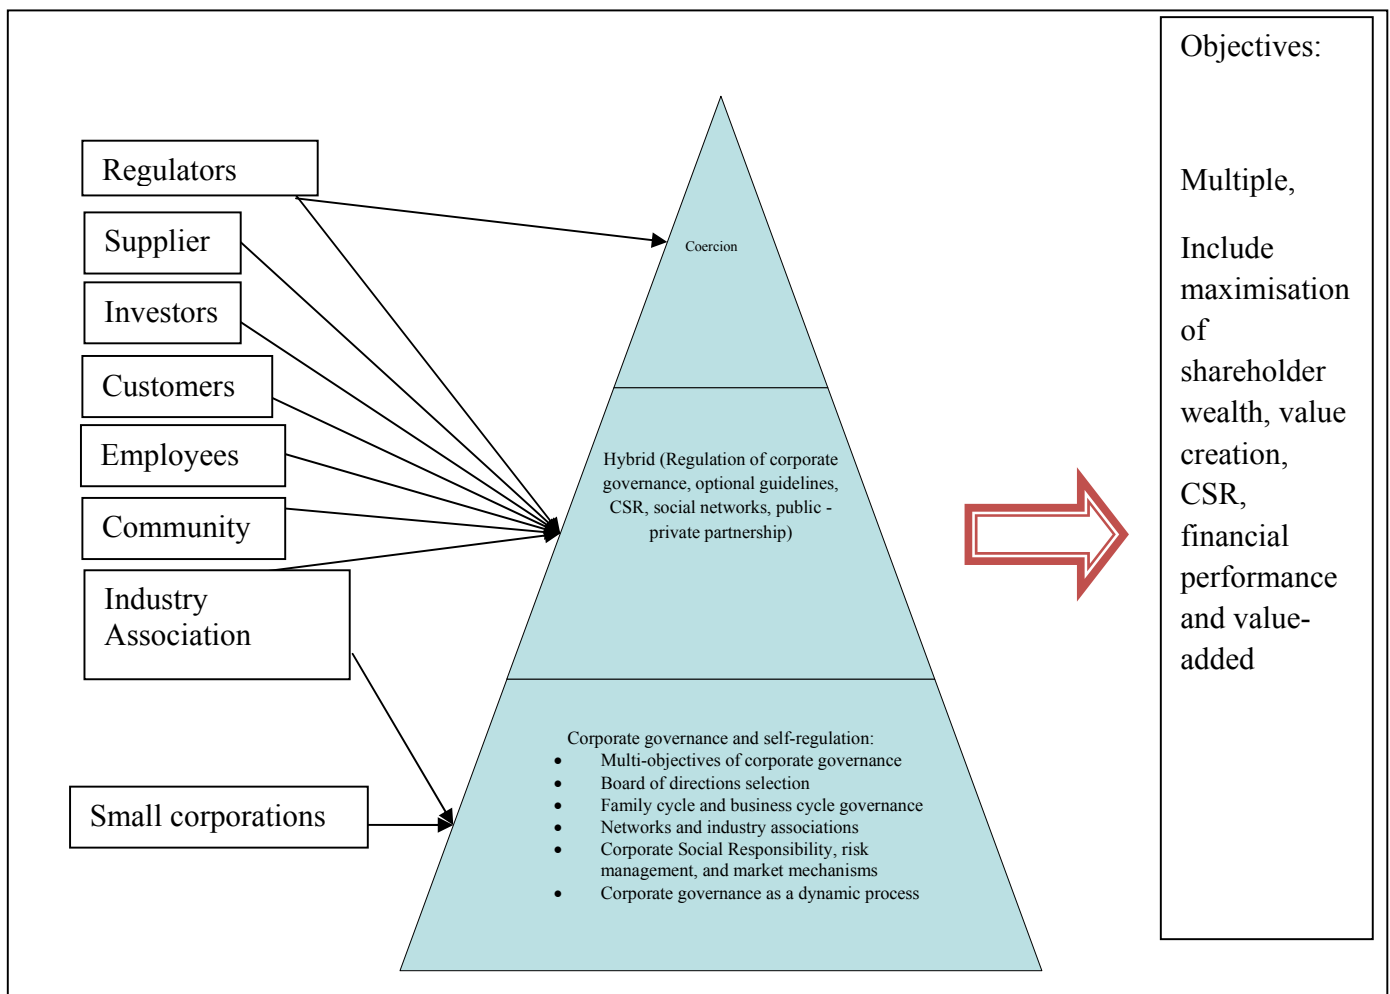 Regulators
Supplier
Investors
Customers
Employees
Community
Industry
Association
Small corporations
Coercion
Hybrid (Regulation of corporate
governance, optional guidelines,
CSR, social networks, public -
private partnership)
Corporate governance and self-regulation:
• Multi-objectives of corporate governance
• Board of directions selection
• Family cycle and business cycle governance
• Networks and industry associations
• Corporate Social Responsibility, risk
management, and market mechanisms
• Corporate governance as a dynamic process
Objectives:
Multiple,
Include
maximisation
of
shareholder
wealth, value
creation,
CSR,
financial
performance
and value-
added